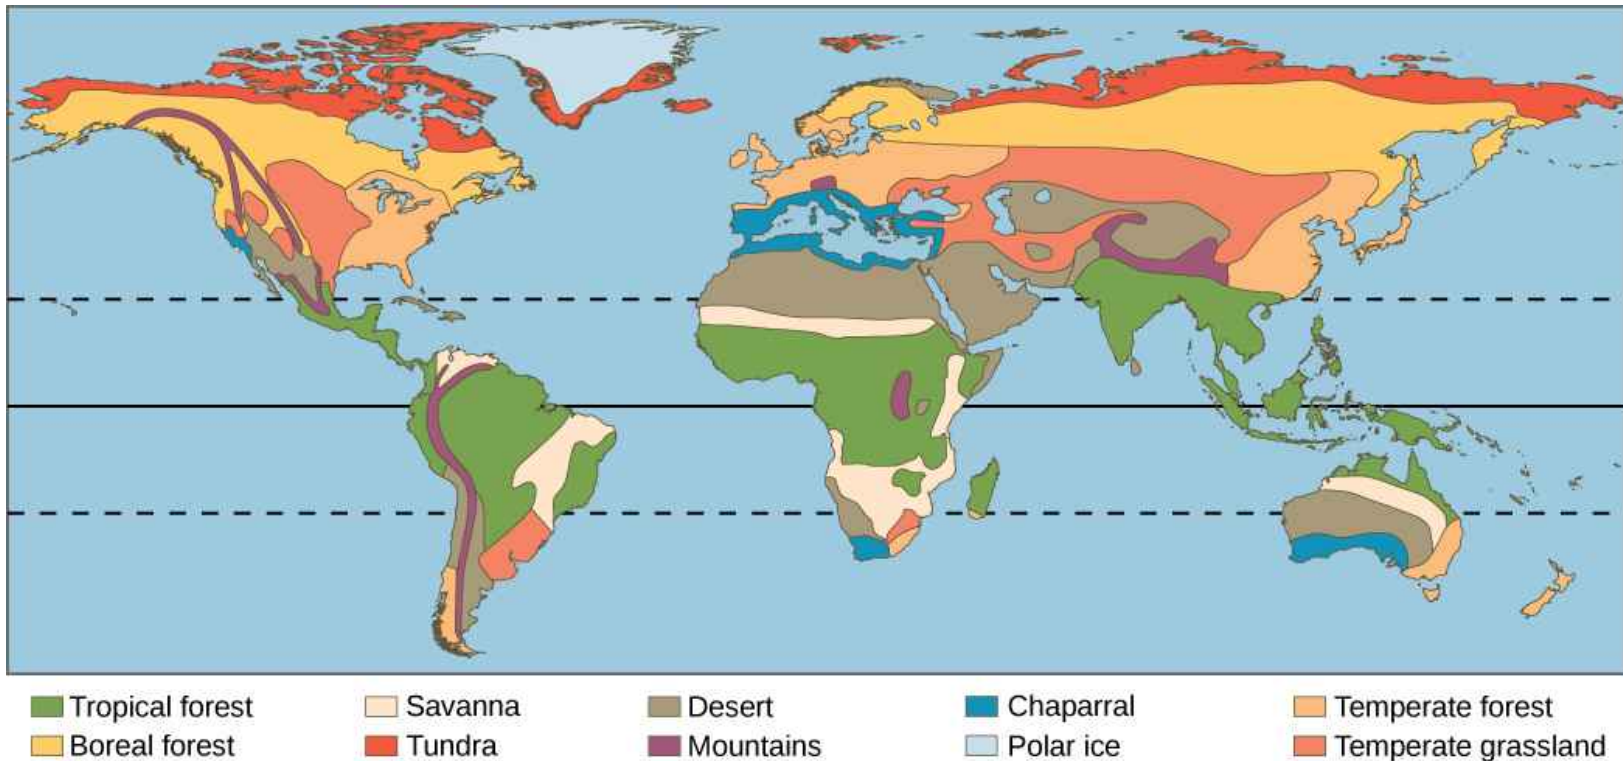 Tropical forest Savanna Desert Chaparral Temperate forest
Boreal forest Tundra Mountains Polar ice Temperate grassland